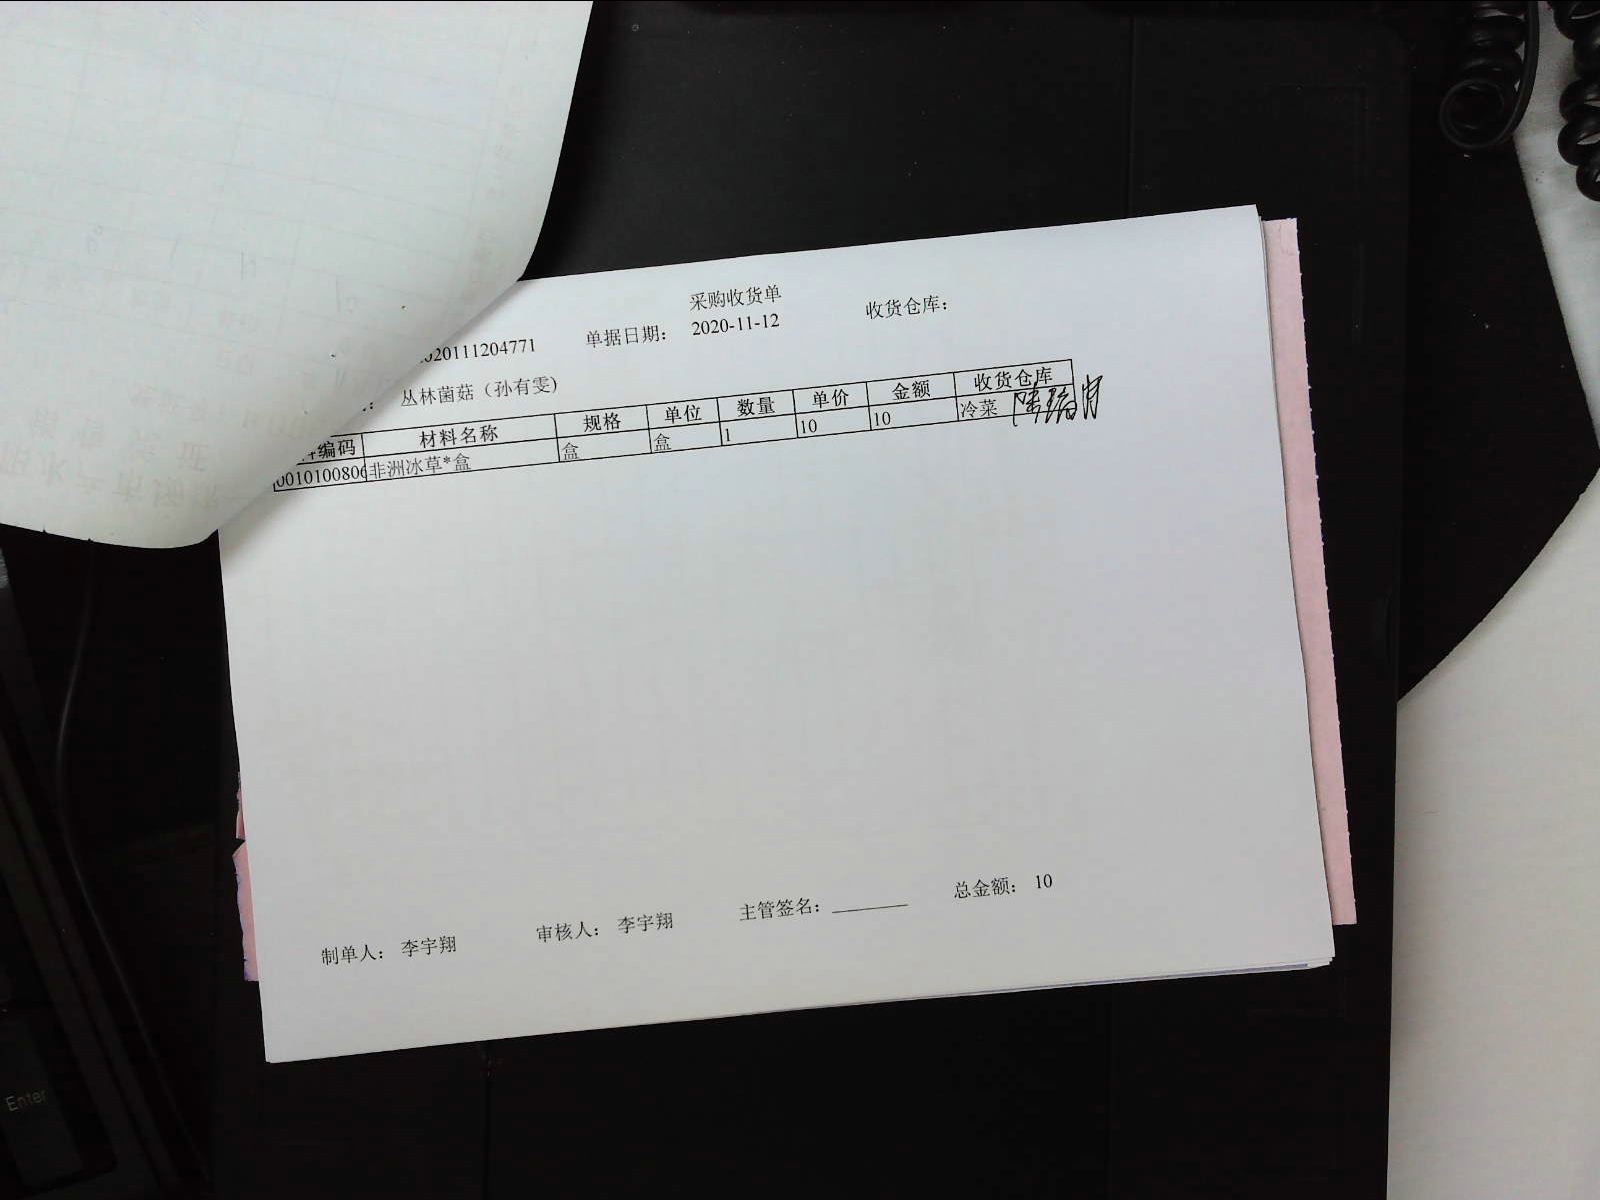 采购收货单
020111204771 单据日期： 2020-11-12 收货仓库：
： 丛林菌菇（孙有雯)
编码 材料名称 规格 单位 数量 单价 金额 收货仓库
0010100806 非洲冰草*盒 盒 盒 1 10 10 冷菜
制单人： 李宇翔 审核人： 李宇翔 主管签名： 总金额： 10
Enter